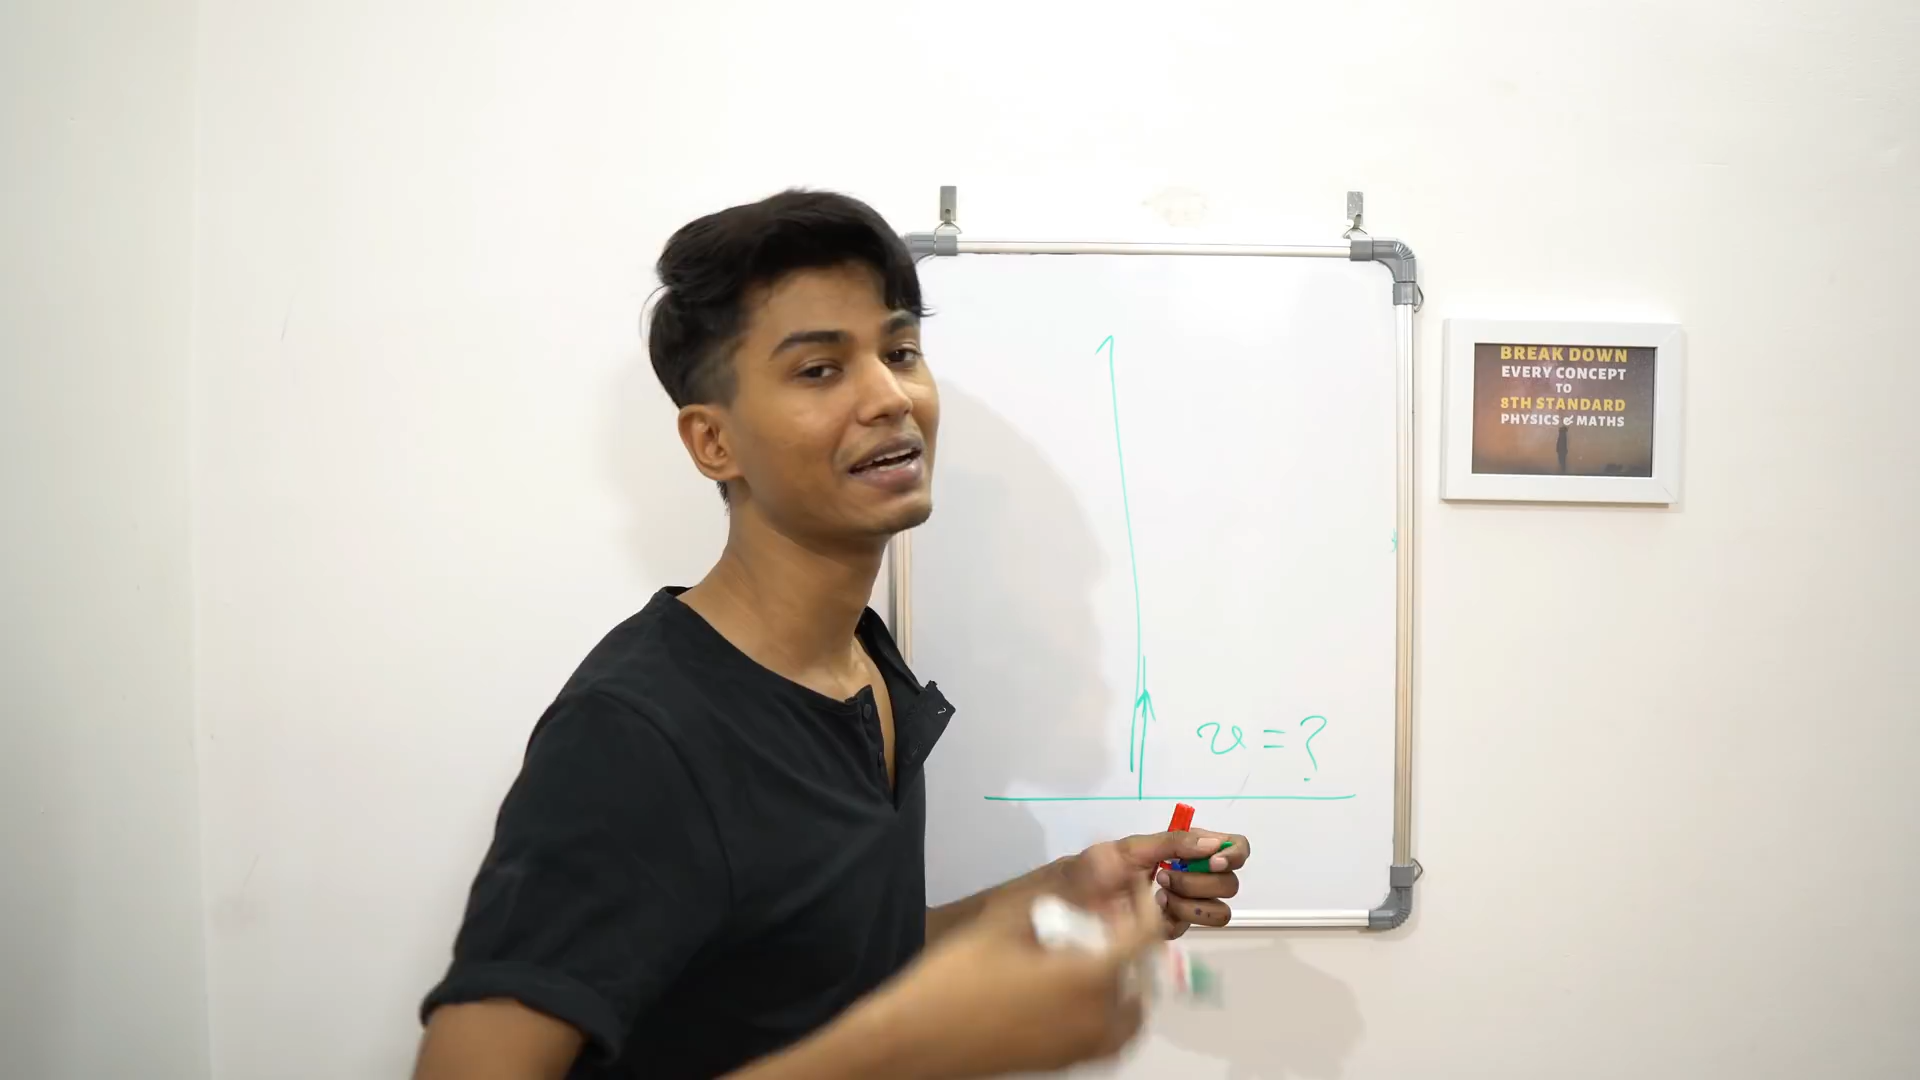 v = ?
BREAK DOWN
EVERY CONCEPT
TO
8TH STANDARD
PHYSICS & MATHS